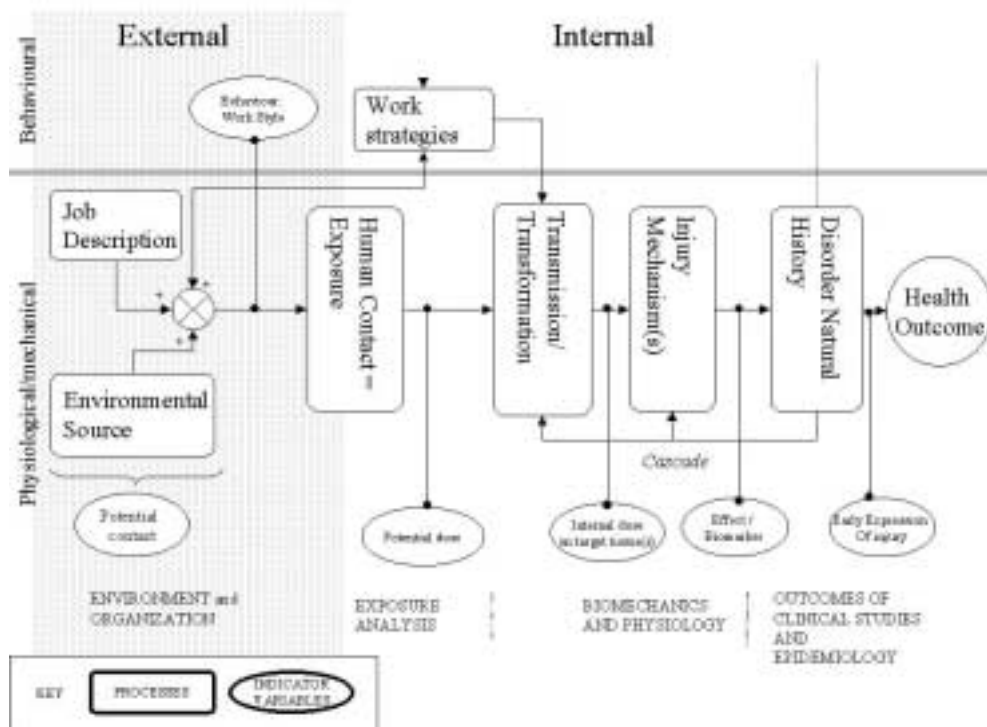 External
Internal
Behavioural
Behaviour:
Work Style
Work
strategies
Physiological/mechanical
Job
Description
+
+
+
Human Contact =
Exposure
Transmission/
Transformation
Injury
Mechanism(s)
Disorder Natural
History
Health
Outcome
Environmental
Source
Cascade
Potential
contact
Potential dose
Internal dose
on target tissue(s)
Effect /
Biomarker
Early Expression
Of injury
ENVIRONMENT and
ORGANIZATION
EXPOSURE
ANALYSIS
BIOMECHANICS
AND PHYSIOLOGY
OUTCOMES OF
CLINICAL STUDIES
AND
EPIDEMIOLOGY
KEY
PROCESSES
INDICATOR
VARIABLES